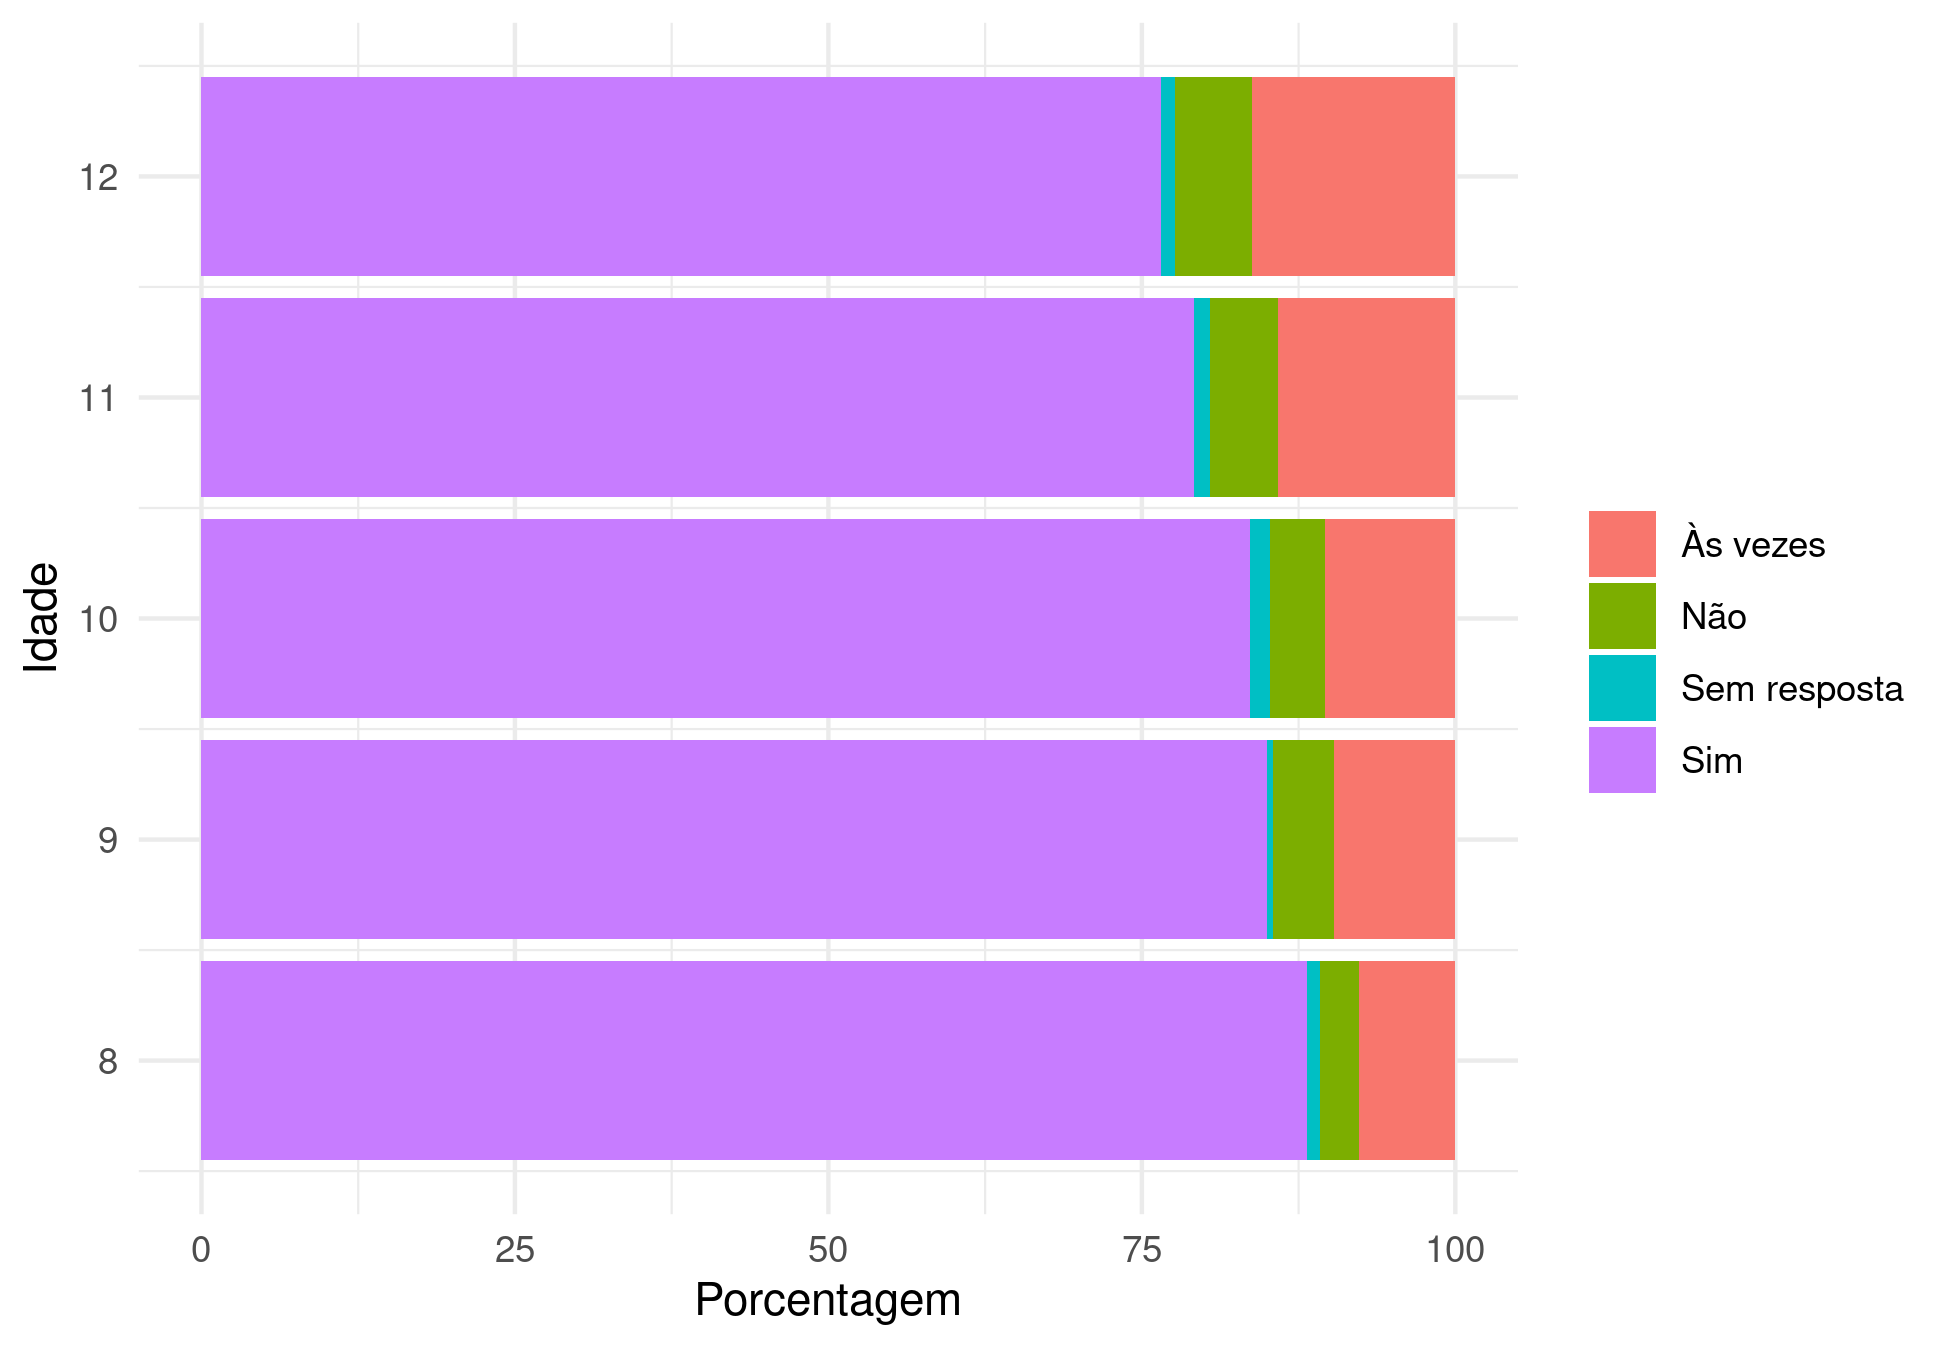 12
11
10
9
8
Idade
0 25 50 75 100
Porcentagem
Às vezes
Não
Sem resposta
Sim